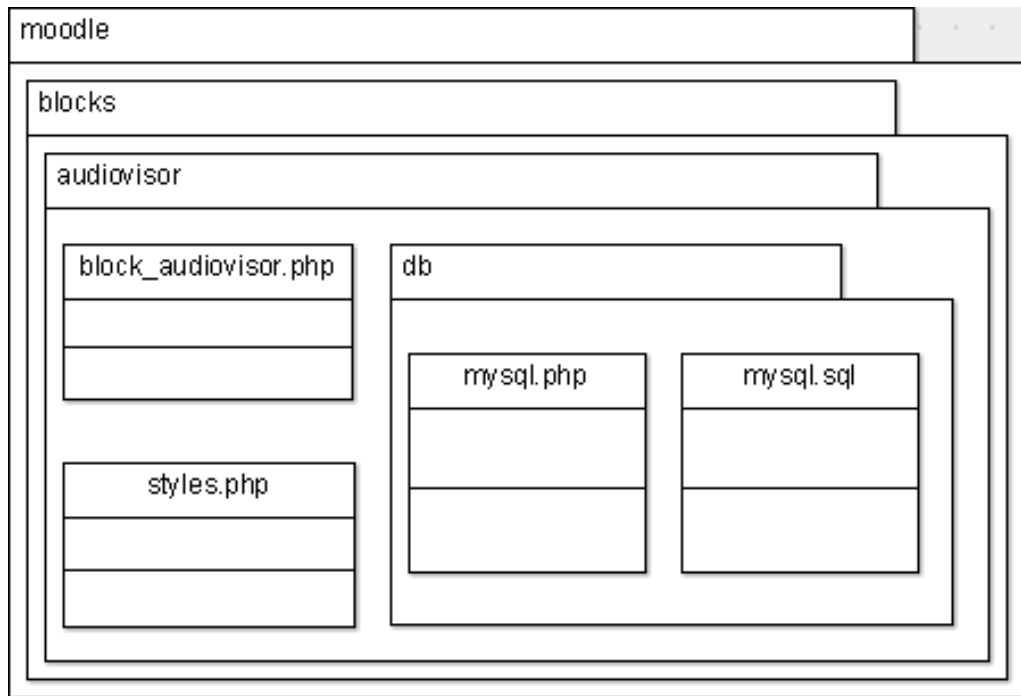 moodle
blocks
audiovisor
block_audiovisor.php
db
mysql.php
mysql.sql
styles.php